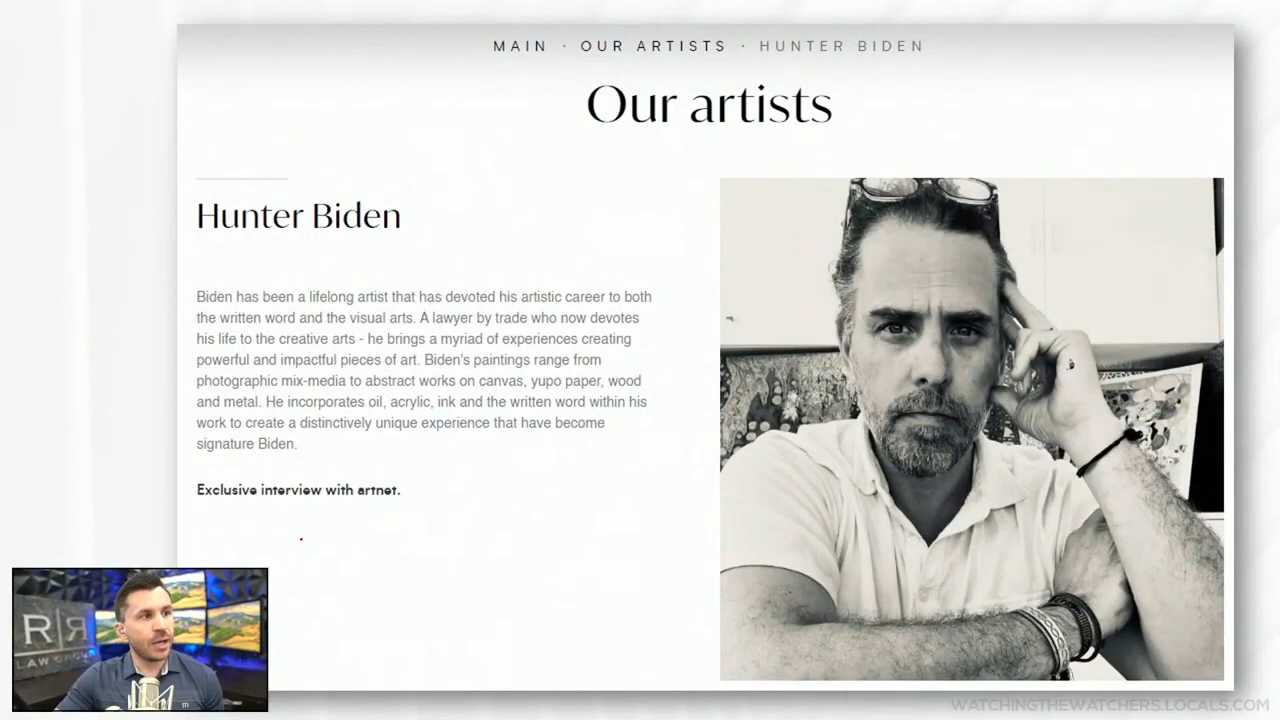 MAIN · OUR ARTISTS · HUNTER BIDEN
Our artists
Hunter Biden
Biden has been a lifelong artist that has devoted his artistic career to both
the written word and the visual arts. A lawyer by trade who now devotes
his life to the creative arts - he brings a myriad of experiences creating
powerful and impactful pieces of art. Biden's paintings range from
photographic mix-media to abstract works on canvas, yupo paper, wood
and metal. He incorporates oil, acrylic, ink and the written word within his
work to create a distinctively unique experience that have become
signature Biden.
Exclusive interview with artnet.
R|R
LAW GROUP
WATCHINGTHEWATCHERS.LOCALS.COM